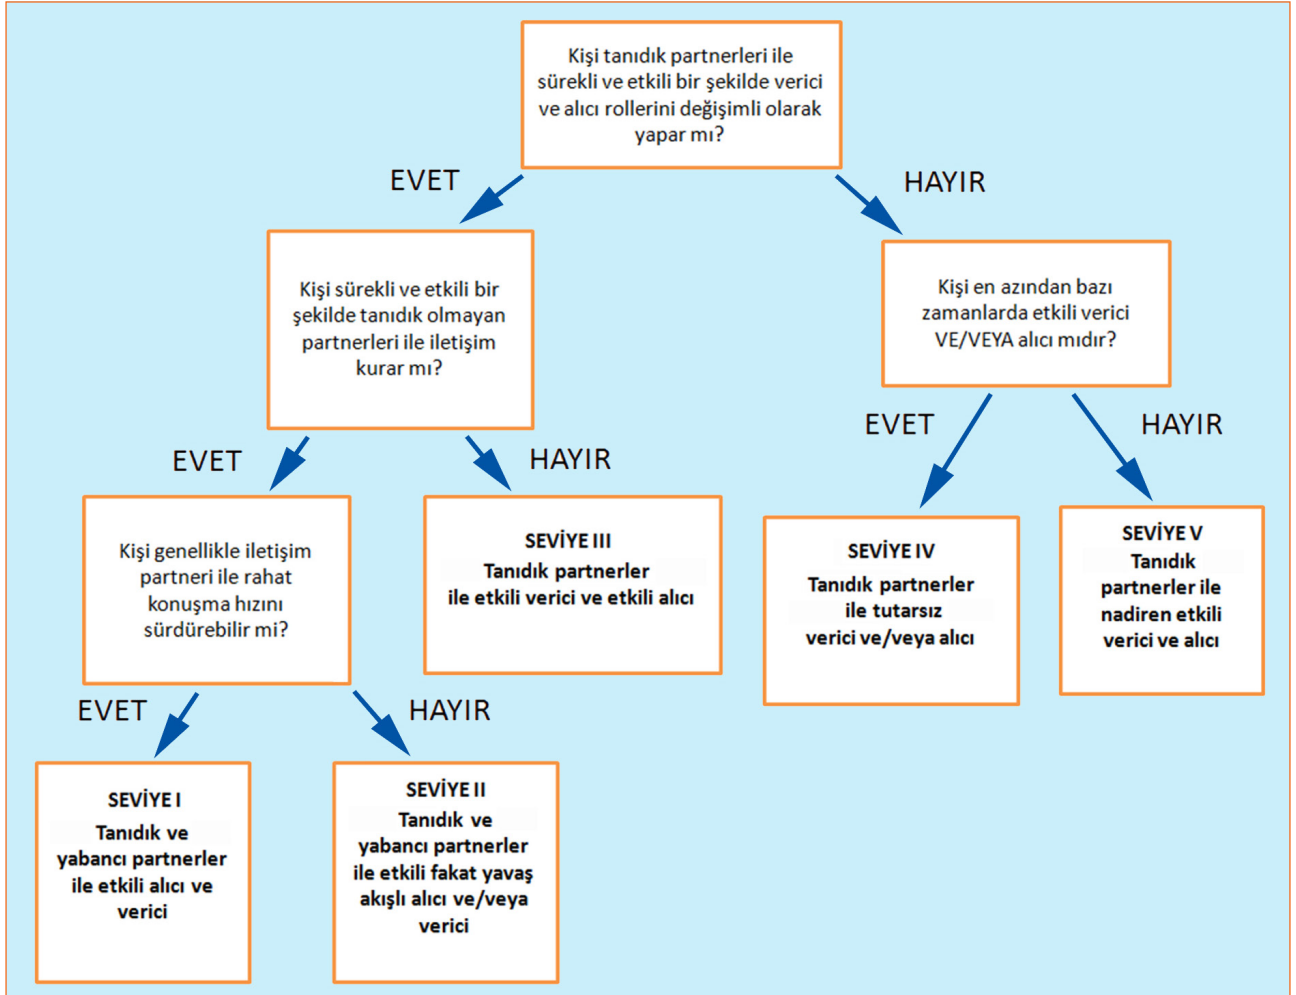 Kişi tanıdık partnerleri ile
sürekli ve etkili bir şekilde verici
ve alıcı rollerini değişimli olarak
yapar mı?
EVET
HAYIR
Kişi sürekli ve etkili bir
şekilde tanıdık olmayan
partnerleri ile iletişim
kurar mı?
Kişi en azından bazı
zamanlarda etkili verici
VE/VEYA alıcı mıdır?
EVET
HAYIR
EVET
HAYIR
Kişi genellikle iletişim
partneri ile rahat
konuşma hızını
sürdürebilir mi?
SEVİYE III
Tanıdık partnerler
ile etkili verici ve etkili alıcı
SEVİYE IV
Tanıdık partnerler
ile tutarsız
verici ve/veya alıcı
SEVİYE V
Tanıdık
partnerler ile
nadiren etkili
verici ve alıcı
EVET
HAYIR
SEVİYE I
Tanıdık ve
yabancı partnerler
ile etkili alıcı ve
verici
SEVİYE II
Tanıdık ve
yabancı partnerler
ile etkili fakat yavaş
akışlı alıcı ve/veya
verici